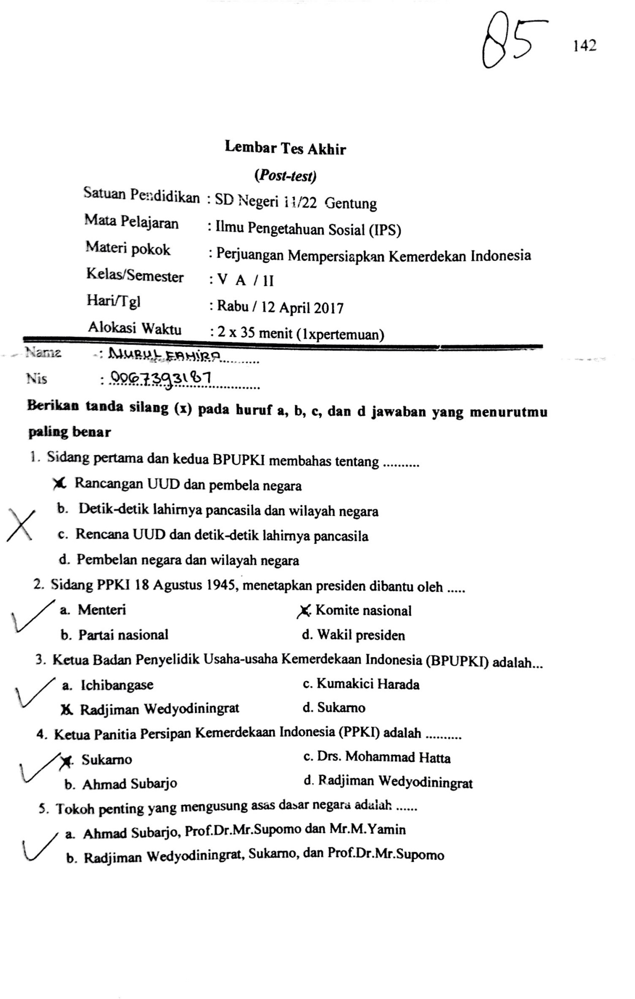 85
142
Lembar Tes Akhir
(Post-test)
Satuan Pendidikan : SD Negeri 11/22 Gentung
Mata Pelajaran : Ilmu Pengetahuan Sosial (IPS)
Materi pokok : Perjuangan Mempersiapkan Kemerdekan Indonesia
Kelas/Semester : V A / II
Hari/Tgl : Rabu / 12 April 2017
Alokasi Waktu : 2 x 35 menit (1xpertemuan)
Nama : NURUL FAHIRA
Nis : 0067393187
Berikan tanda silang (x) pada huruf a, b, c, dan d jawaban yang menurutmu
paling benar
1. Sidang pertama dan kedua BPUPKI membahas tentang ..........
a. Rancangan UUD dan pembela negara
b. Detik-detik lahirnya pancasila dan wilayah negara
c. Rencana UUD dan detik-detik lahirnya pancasila
d. Pembelan negara dan wilayah negara
2. Sidang PPKI 18 Agustus 1945, menetapkan presiden dibantu oleh .....
a. Menteri c. Komite nasional
b. Partai nasional d. Wakil presiden
3. Ketua Badan Penyelidik Usaha-usaha Kemerdekaan Indonesia (BPUPKI) adalah...
a. Ichibangase c. Kumakici Harada
b. Radjiman Wedyodiningrat d. Sukarno
4. Ketua Panitia Persipan Kemerdekaan Indonesia (PPKI) adalah ..........
a. Sukarno c. Drs. Mohammad Hatta
b. Ahmad Subarjo d. Radjiman Wedyodiningrat
5. Tokoh penting yang mengusung asas dasar negara adalah ......
a. Ahmad Subarjo, Prof.Dr.Mr.Supomo dan Mr.M.Yamin
b. Radjiman Wedyodiningrat, Sukarno, dan Prof.Dr.Mr.Supomo